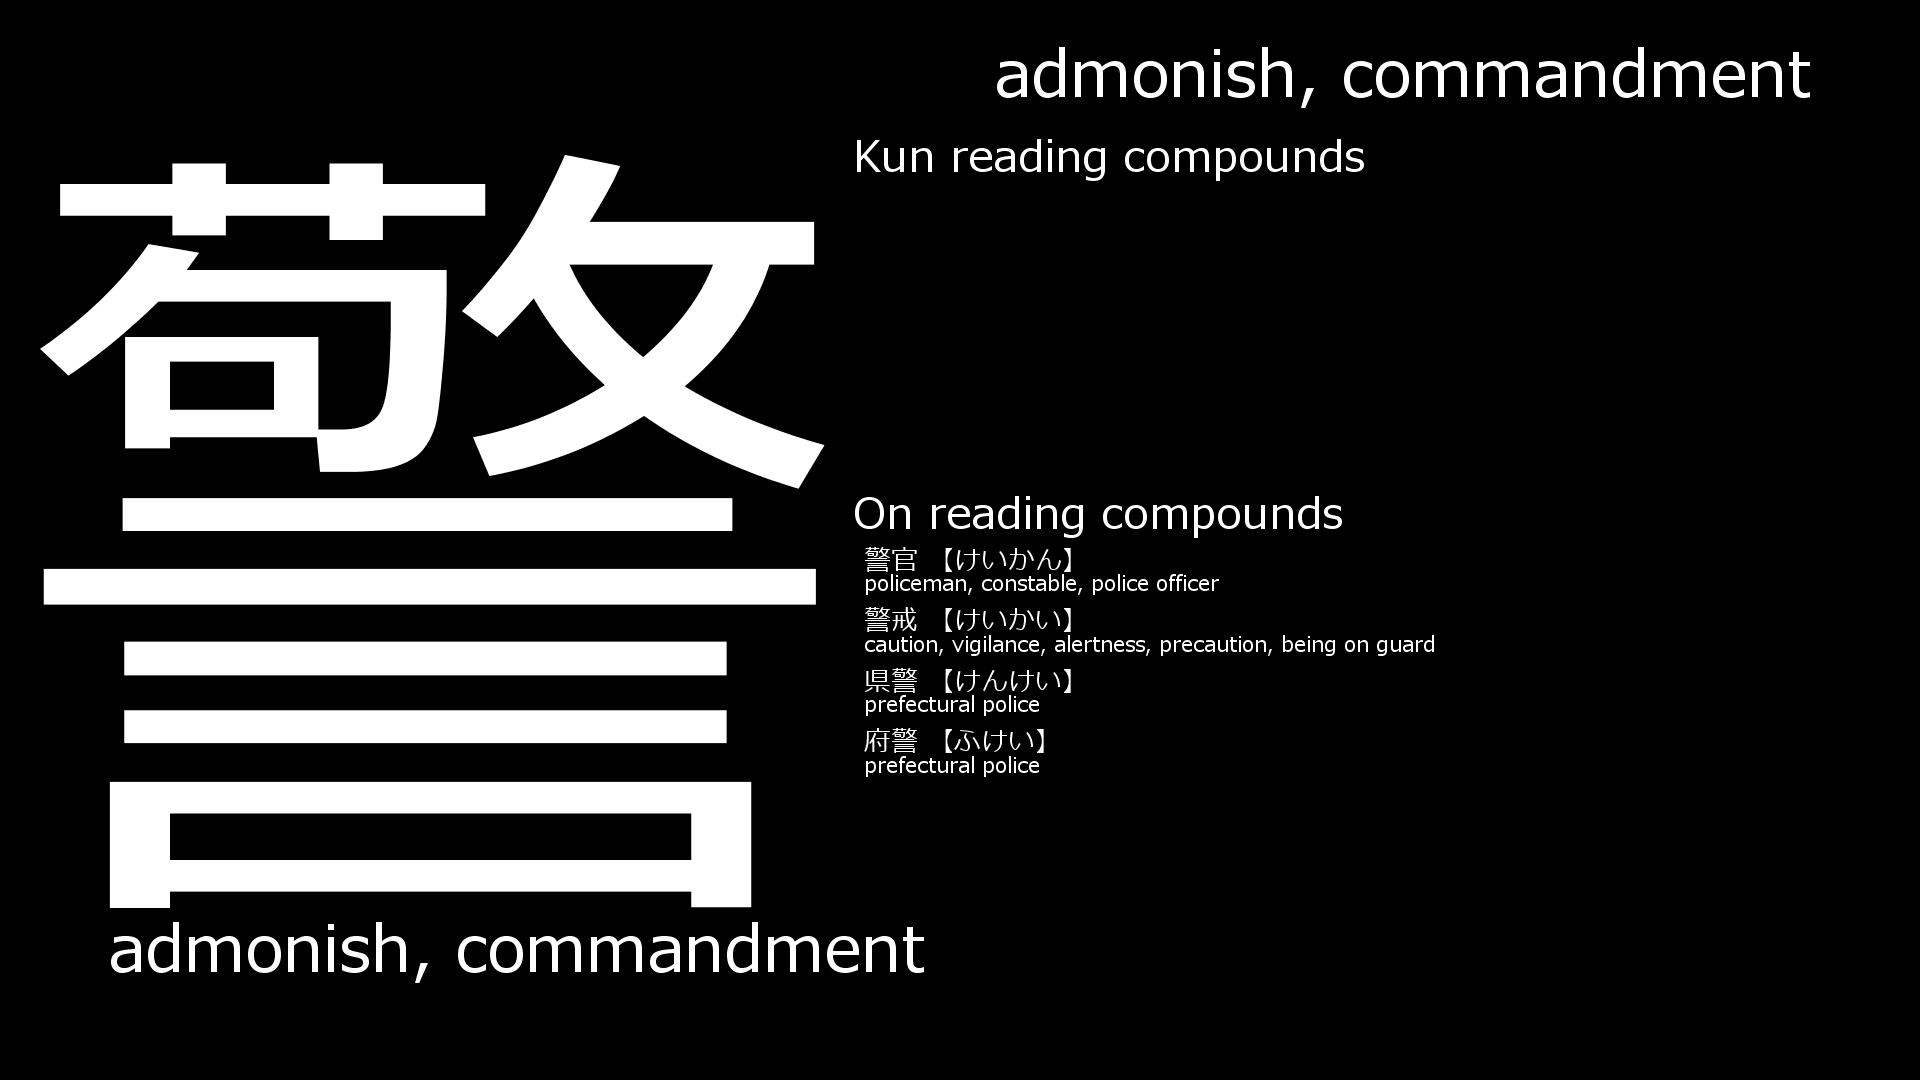 警
admonish, commandment
admonish, commandment
Kun reading compounds
On reading compounds
警官 【けいかん】
policeman, constable, police officer
警戒 【けいかい】
caution, vigilance, alertness, precaution, being on guard
県警 【けんけい】
prefectural police
府警 【ふけい】
prefectural police